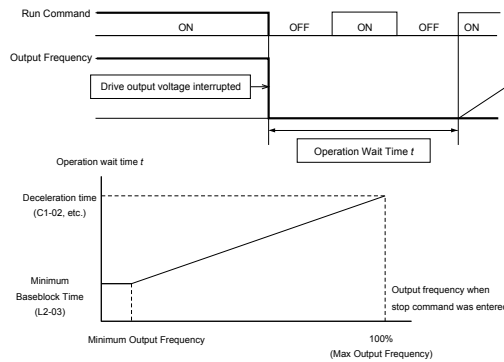 Run Command
ON
OFF
ON
OFF
ON
Output Frequency
Drive output voltage interrupted
Operation Wait Time t
Operation wait time t
Deceleration time
(C1-02, etc.)
Minimum
Baseblock Time
(L2-03)
Output frequency when
stop command was entered
Minimum Output Frequency
100%
(Max Output Frequency)